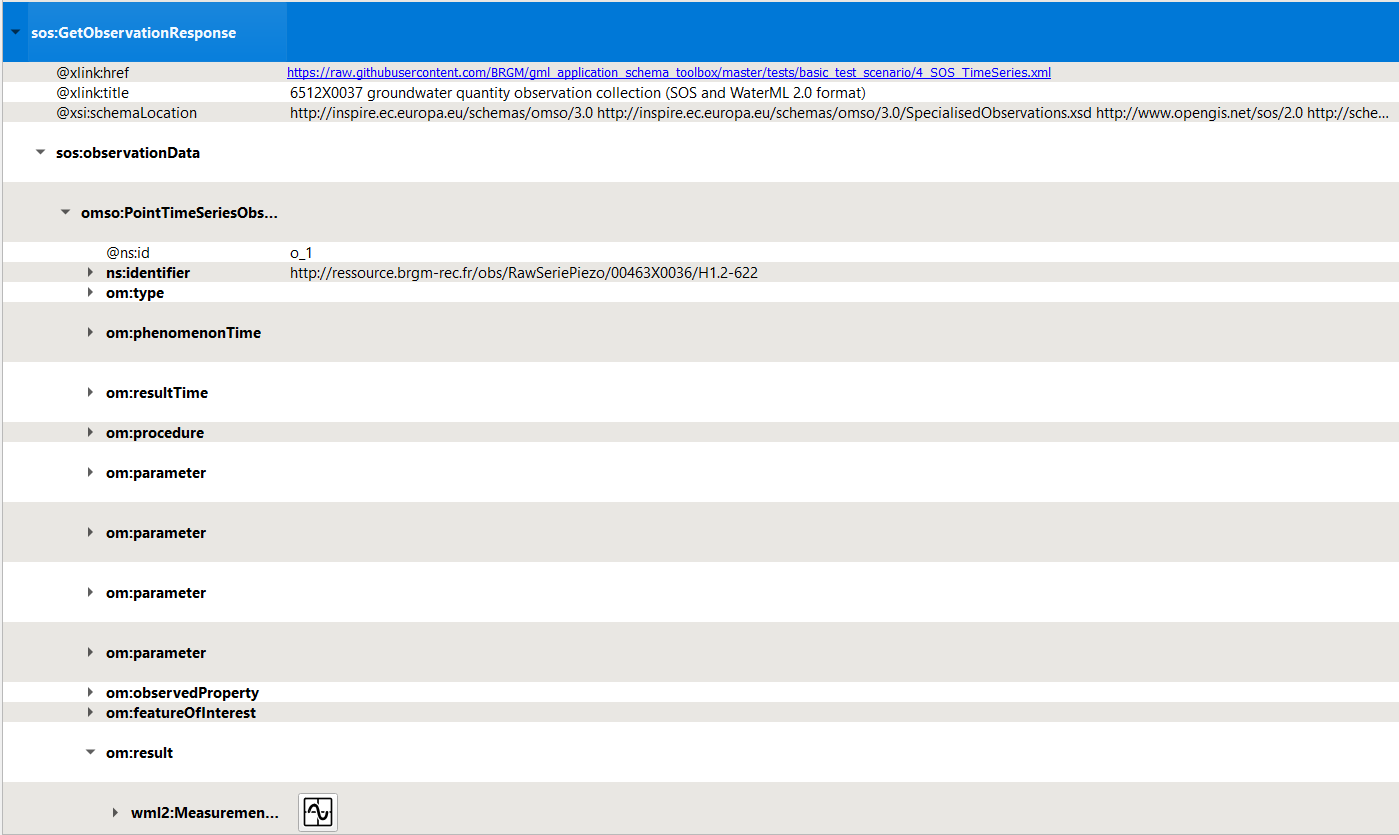 sos:GetObservationResponse
@xlink:href https://raw.githubusercontent.com/BRGM/gml_application_schema_toolbox/master/tests/basic_test_scenario/4_SOS_TimeSeries.xml
@xlink:title 6512X0037 groundwater quantity observation collection (SOS and WaterML 2.0 format)
@xsi:schemaLocation http://inspire.ec.europa.eu/schemas/omso/3.0 http://inspire.ec.europa.eu/schemas/omso/3.0/SpecialisedObservations.xsd http://www.opengis.net/sos/2.0 http://sche...
sos:observationData
omso:PointTimeSeriesObs...
@ns:id o_1
ns:identifier http://ressource.brgm-rec.fr/obs/RawSeriePiezo/00463X0036/H1.2-622
om:type
om:phenomenonTime
om:resultTime
om:procedure
om:parameter
om:parameter
om:parameter
om:parameter
om:observedProperty
om:featureOfInterest
om:result
wml2:Measuremen...